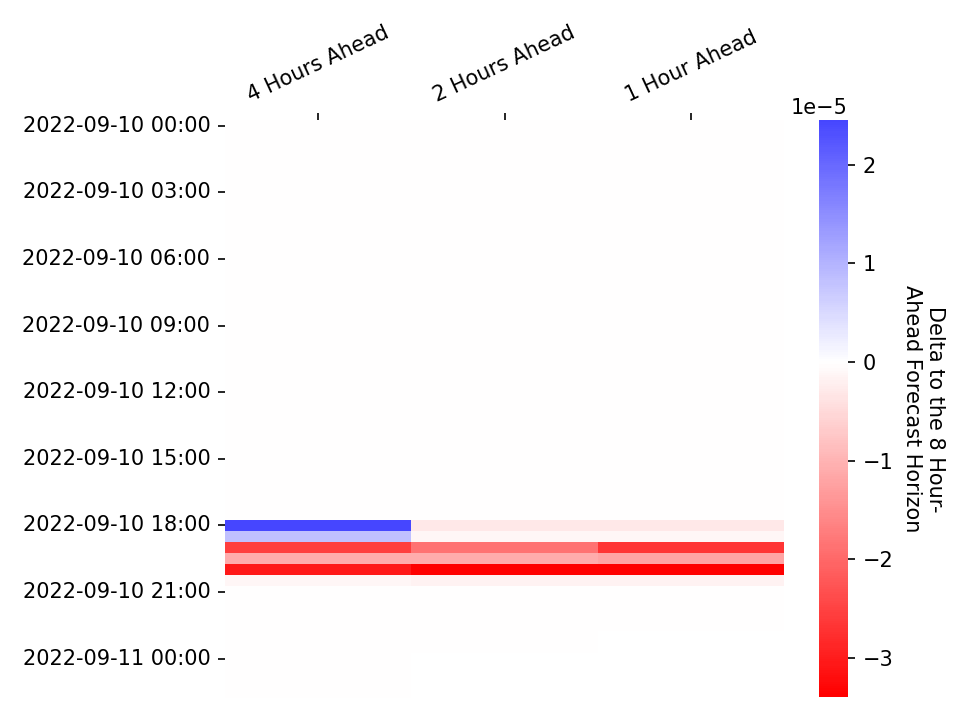 4 Hours Ahead
2 Hours Ahead
1 Hour Ahead
1e−5
2022-09-10 00:00
2022-09-10 03:00
2022-09-10 06:00
2022-09-10 09:00
2022-09-10 12:00
2022-09-10 15:00
2022-09-10 18:00
2022-09-10 21:00
2022-09-11 00:00
2
1
0
−1
−2
−3
Delta to the 8 Hour-
Ahead Forecast Horizon